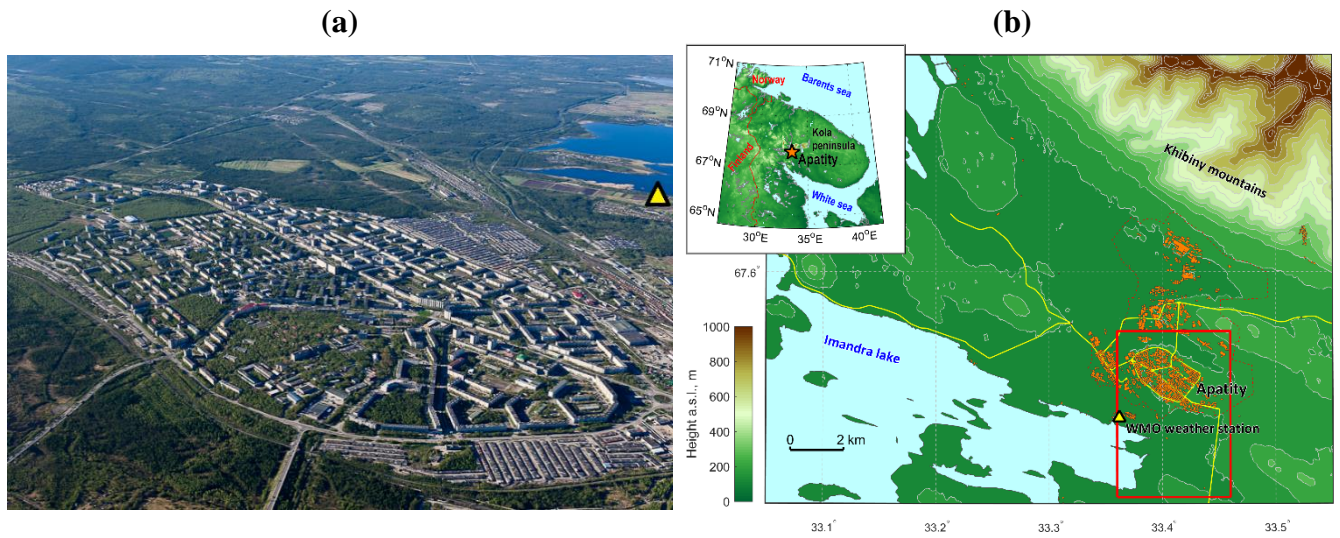 (a)
(b)
71°N
69°N
67°N
65°N
Norway
Barents sea
Finland
Kola
peninsula
Apatity
White sea
30°E
35°E
40°E
Khibiny mountains
67.6°
Imandra lake
Apatity
WMO weather station
0 2 km
Height a.s.l., m
1000
800
600
400
200
0
33.1°
33.2°
33.3°
33.4°
33.5°